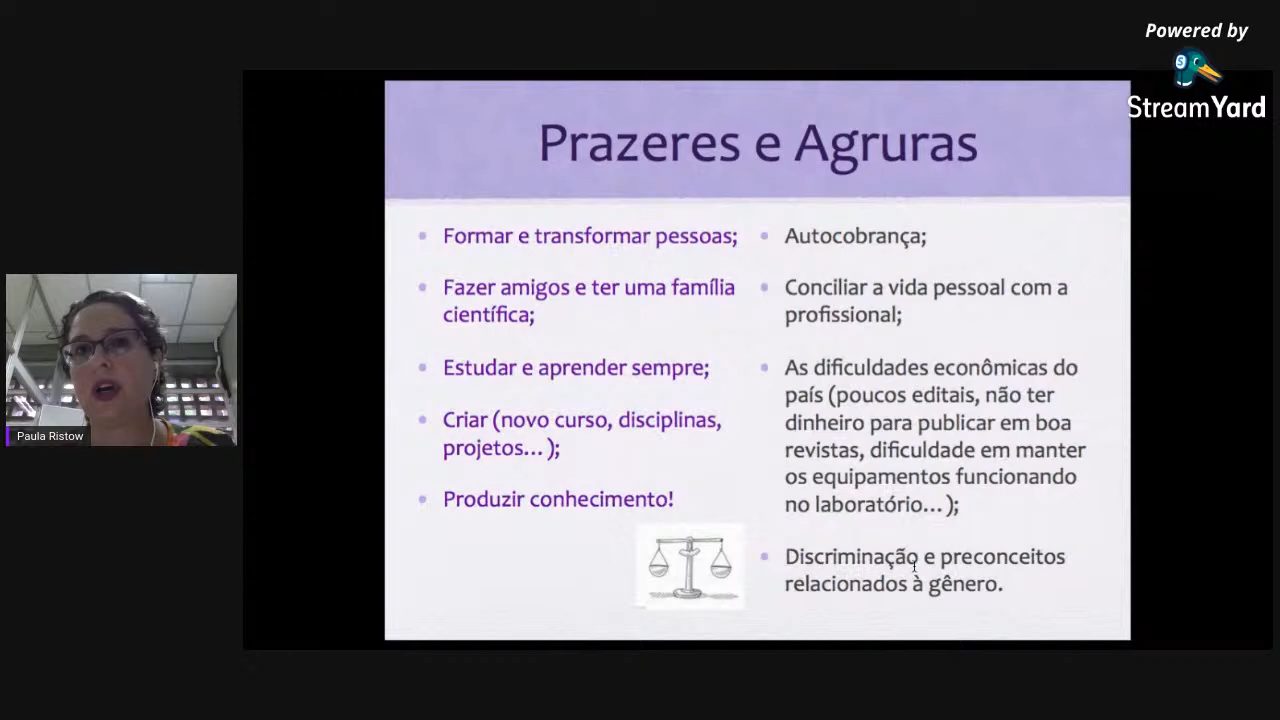 Powered by
StreamYard
Prazeres e Agruras
Formar e transformar pessoas;
Fazer amigos e ter uma família
científica;
Estudar e aprender sempre;
Criar (novo curso, disciplinas,
projetos... );
Produzir conhecimento!
Autocobrança;
Conciliar a vida pessoal com a
profissional;
As dificuldades econômicas do
país (poucos editais, não ter
dinheiro para publicar em boa
revistas, dificuldade em manter
os equipamentos funcionando
no laboratório... );
Discriminação e preconceitos
relacionados à gênero.
Paula Ristow